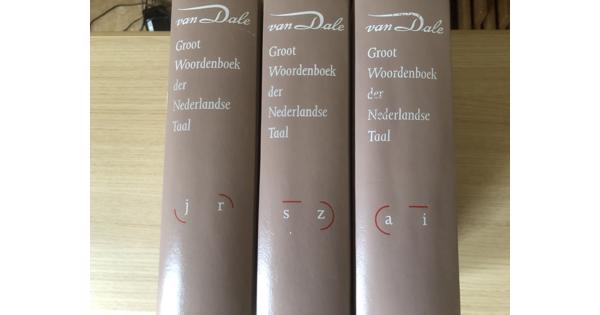 van Dale
Groot
Woordenboek
der
Nederlandse
Taal
j r
van Dale
Groot
Woordenboek
der
Nederlandse
Taal
s z
van Dale
Groot
Woordenboek
der
Nederlandse
Taal
a i